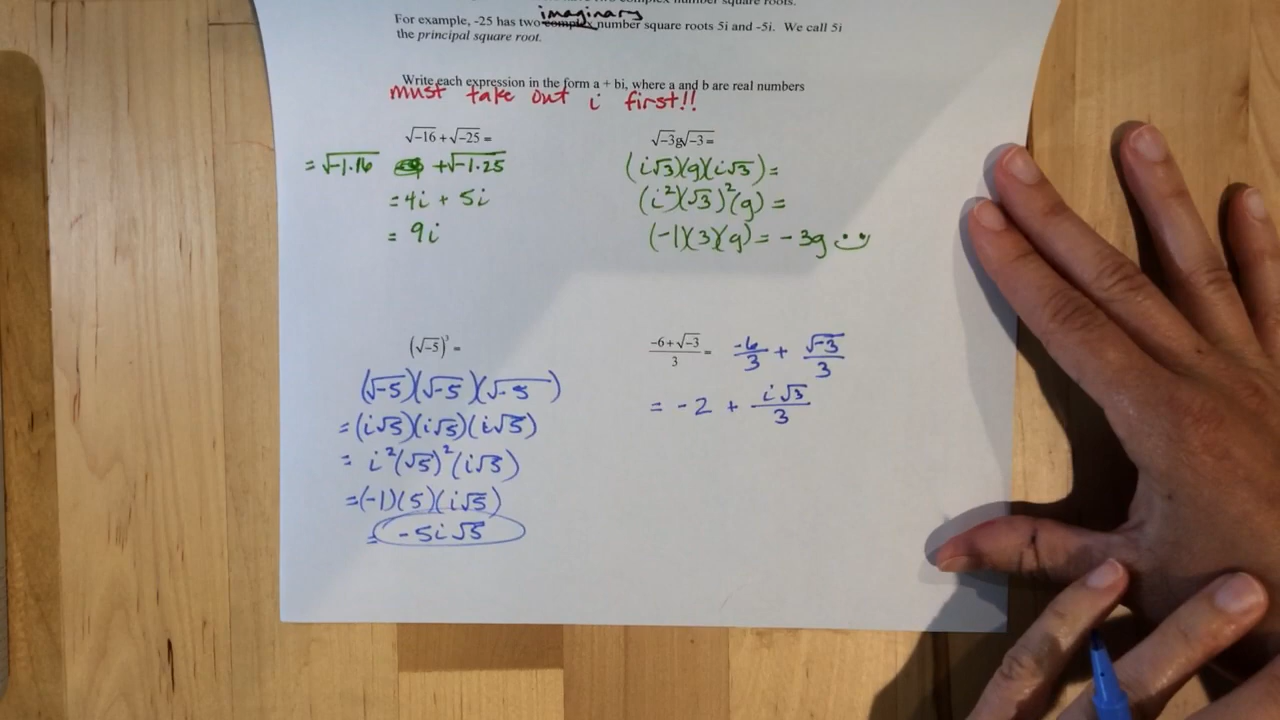 For example, -25 has two imaginary complex number square roots 5i and -5i. We call 5i
the principal square root.
Write each expression in the form a + bi, where a and b are real numbers
must take out i first!!
√-16 + √-25 =
= √-1·16 + √-1·25
= 4i + 5i
= 9i
√-3g√-3 =
(i√3)(g)(i√3) =
(i²)(√3)²(g) =
(-1)(3)(g) = -3g
(√-5)³ =
(√-5)(√-5)(√-5)
= (i√5)(i√5)(i√5)
= i²(√5)²(i√5)
= (-1)(5)(i√5)
= -5i√5
(-6+√-3)/3 = -6/3 + √-3/3
= -2 + i√3/3